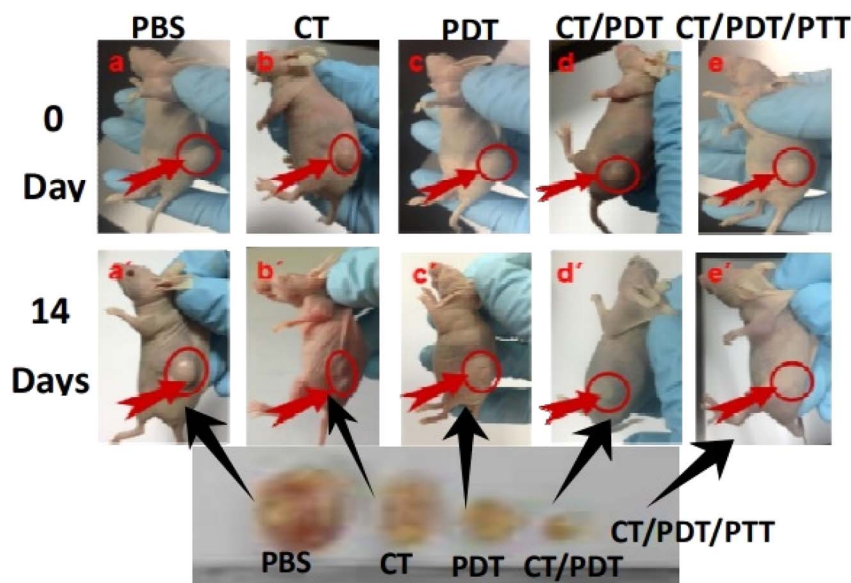 PBS CT PDT CT/PDT CT/PDT/PTT
a b c d e
0
Day
a´ b´ c´ d´ e´
14
Days
PBS CT PDT CT/PDT CT/PDT/PTT